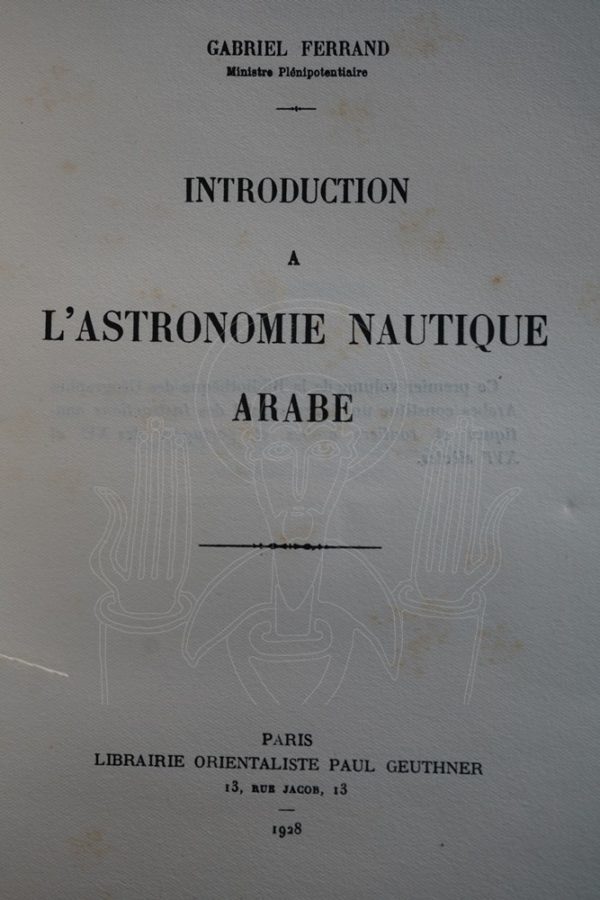 GABRIEL FERRAND
Ministre Plénipotentiaire
INTRODUCTION
A
L'ASTRONOMIE NAUTIQUE
ARABE
PARIS
LIBRAIRIE ORIENTALISTE PAUL GEUTHNER
13, RUE JACOB, 13
1928